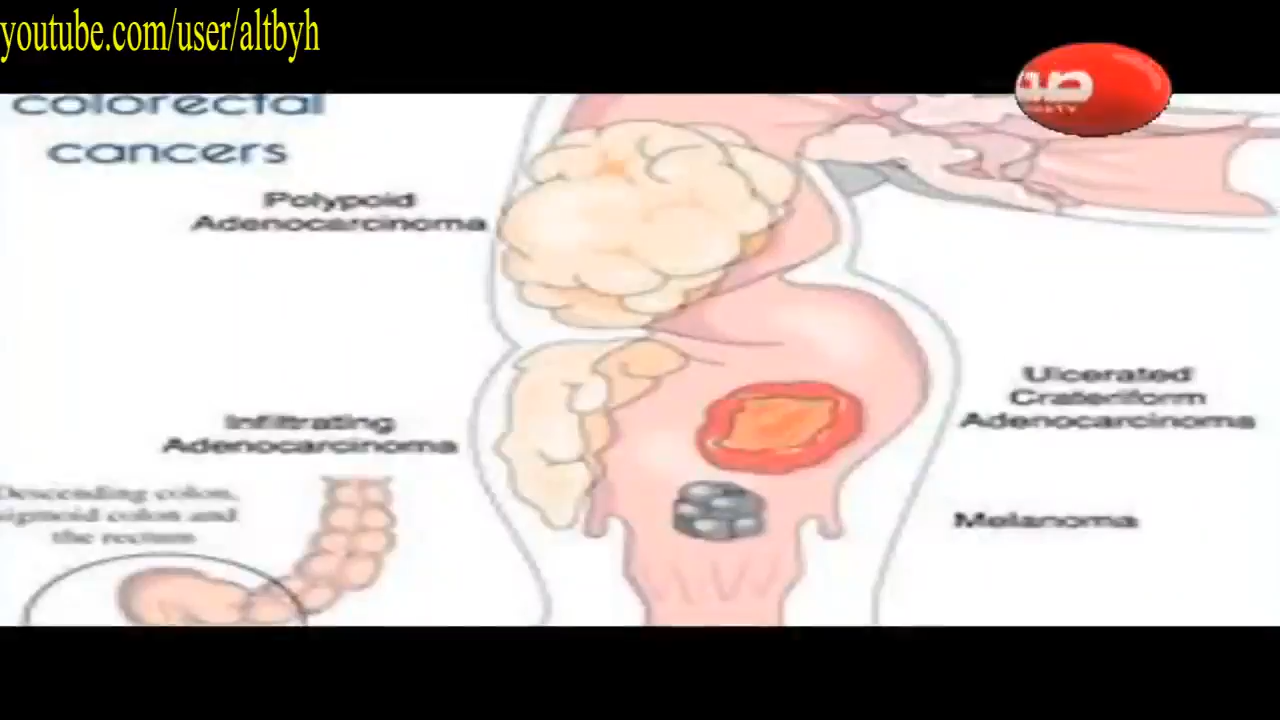 youtube.com/user/altbyh
colorectal
cancers
Polypoid
Adenocarcinoma
Infiltrating
Adenocarcinoma
Descending colon,
sigmoid colon and
the rectum
Ulcerated
Crateriform
Adenocarcinoma
Melanoma